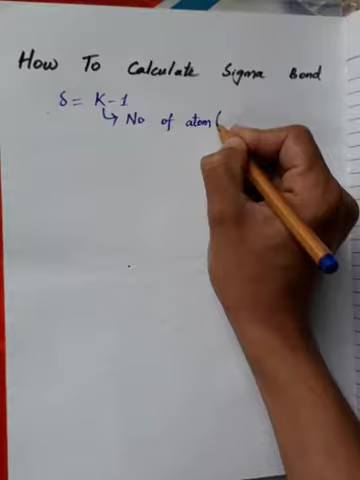 How To Calculate Sigma Bond
δ = K - 1
↳ No of atom (